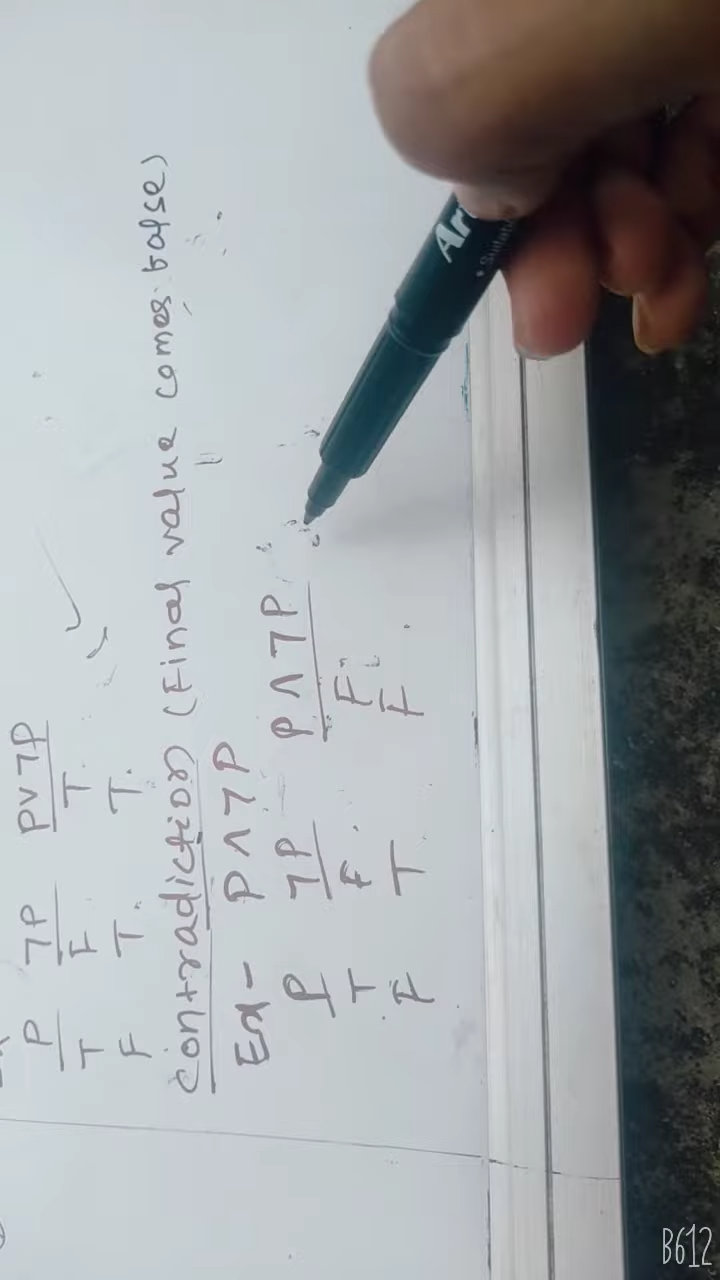 P ¬P P∨¬P
T F T
F T. T.
Contradiction (Final value comes false)
Ex- P∧¬P
P ¬P P∧¬P
T F F
F T F
Ar
B612